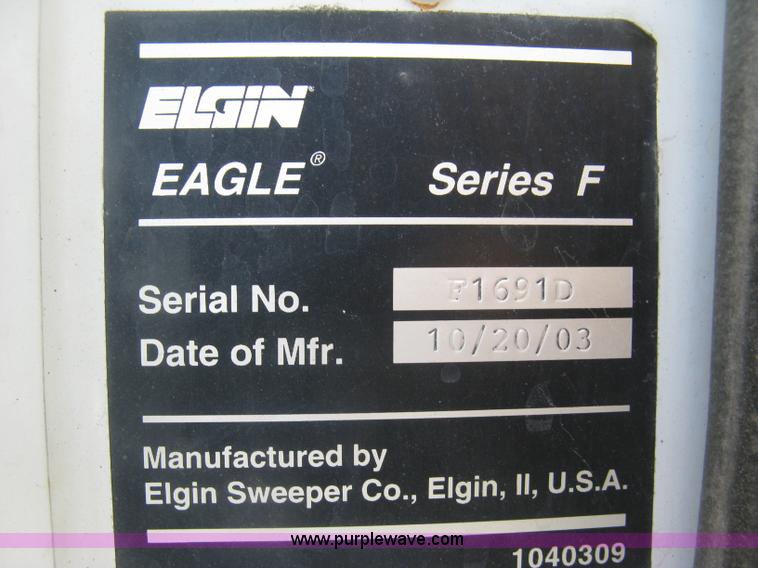 ELGIN
EAGLE® Series F
Serial No. F1691D
Date of Mfr. 10/20/03
Manufactured by
Elgin Sweeper Co., Elgin, Il, U.S.A.
www.purplewave.com
1040309